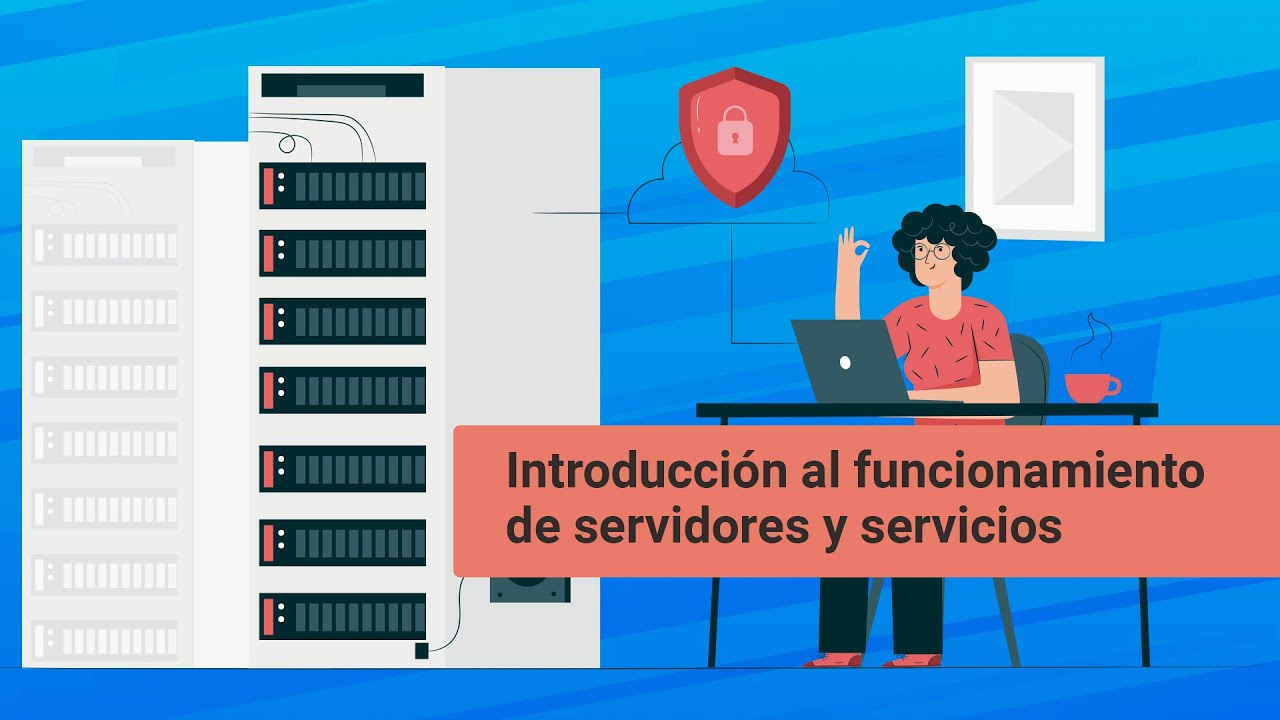 Introducción al funcionamiento
de servidores y servicios